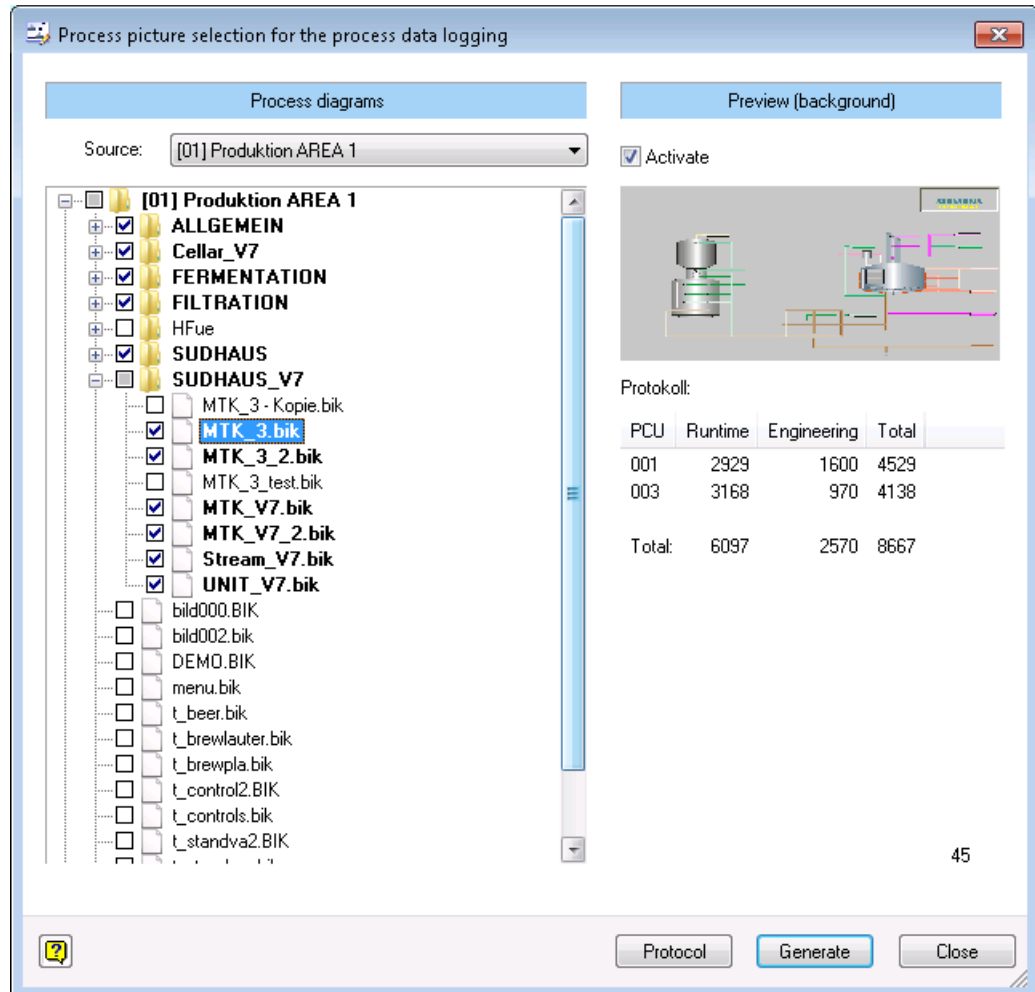 Process picture selection for the process data logging
Process diagrams
Source: [01] Produktion AREA 1
[01] Produktion AREA 1
ALLGEMEIN
Cellar_V7
FERMENTATION
FILTRATION
HFue
SUDHAUS
SUDHAUS_V7
MTK_3 - Kopie.bik
MTK_3.bik
MTK_3_2.bik
MTK_3_test.bik
MTK_V7.bik
MTK_V7_2.bik
Stream_V7.bik
UNIT_V7.bik
bild000.BIK
bild002.bik
DEMO.BIK
menu.bik
t_beer.bik
t_brewlauter.bik
t_brewpla.bik
t_control2.BIK
t_controls.bik
t_standva2.BIK
Preview (background)
Activate
SIEMENS
Protokoll:
PCU Runtime Engineering Total
001 2929 1600 4529
003 3168 970 4138
Total: 6097 2570 8667
45
Protocol
Generate
Close